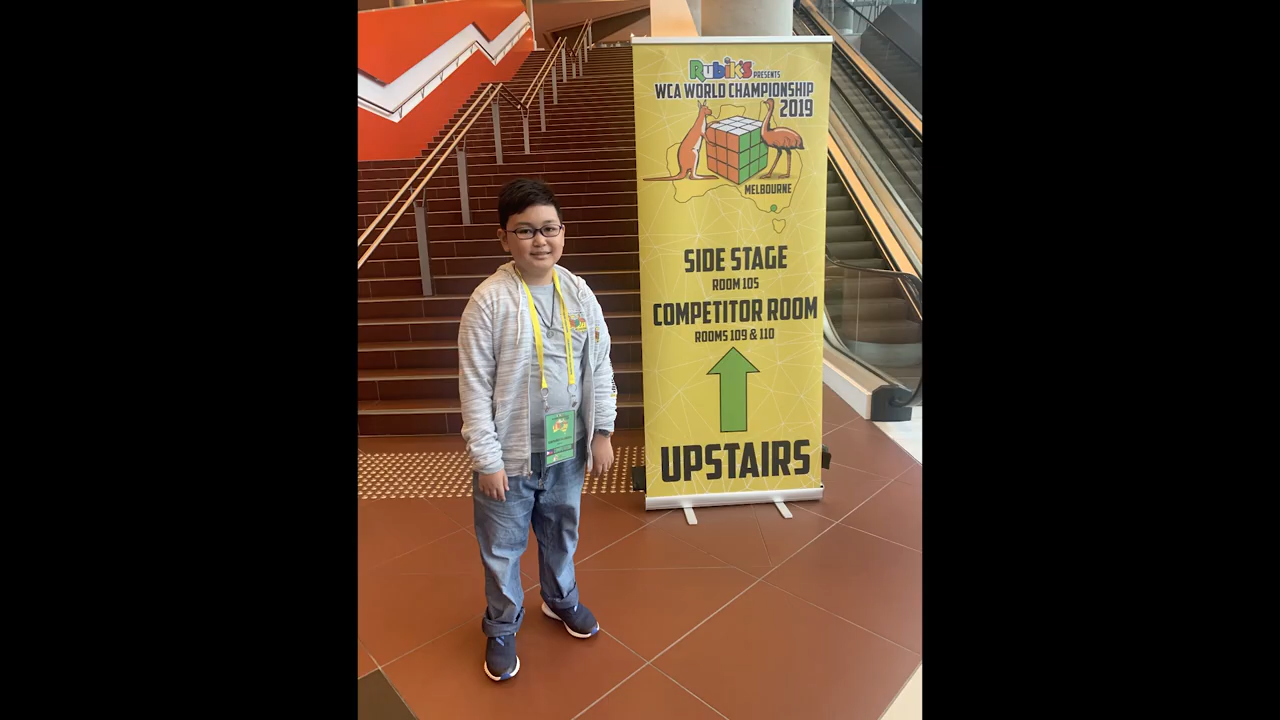 Rubik's PRESENTS
WCA WORLD CHAMPIONSHIP
2019
MELBOURNE
SIDE STAGE
ROOM 105
COMPETITOR ROOM
ROOMS 109 & 110
UPSTAIRS